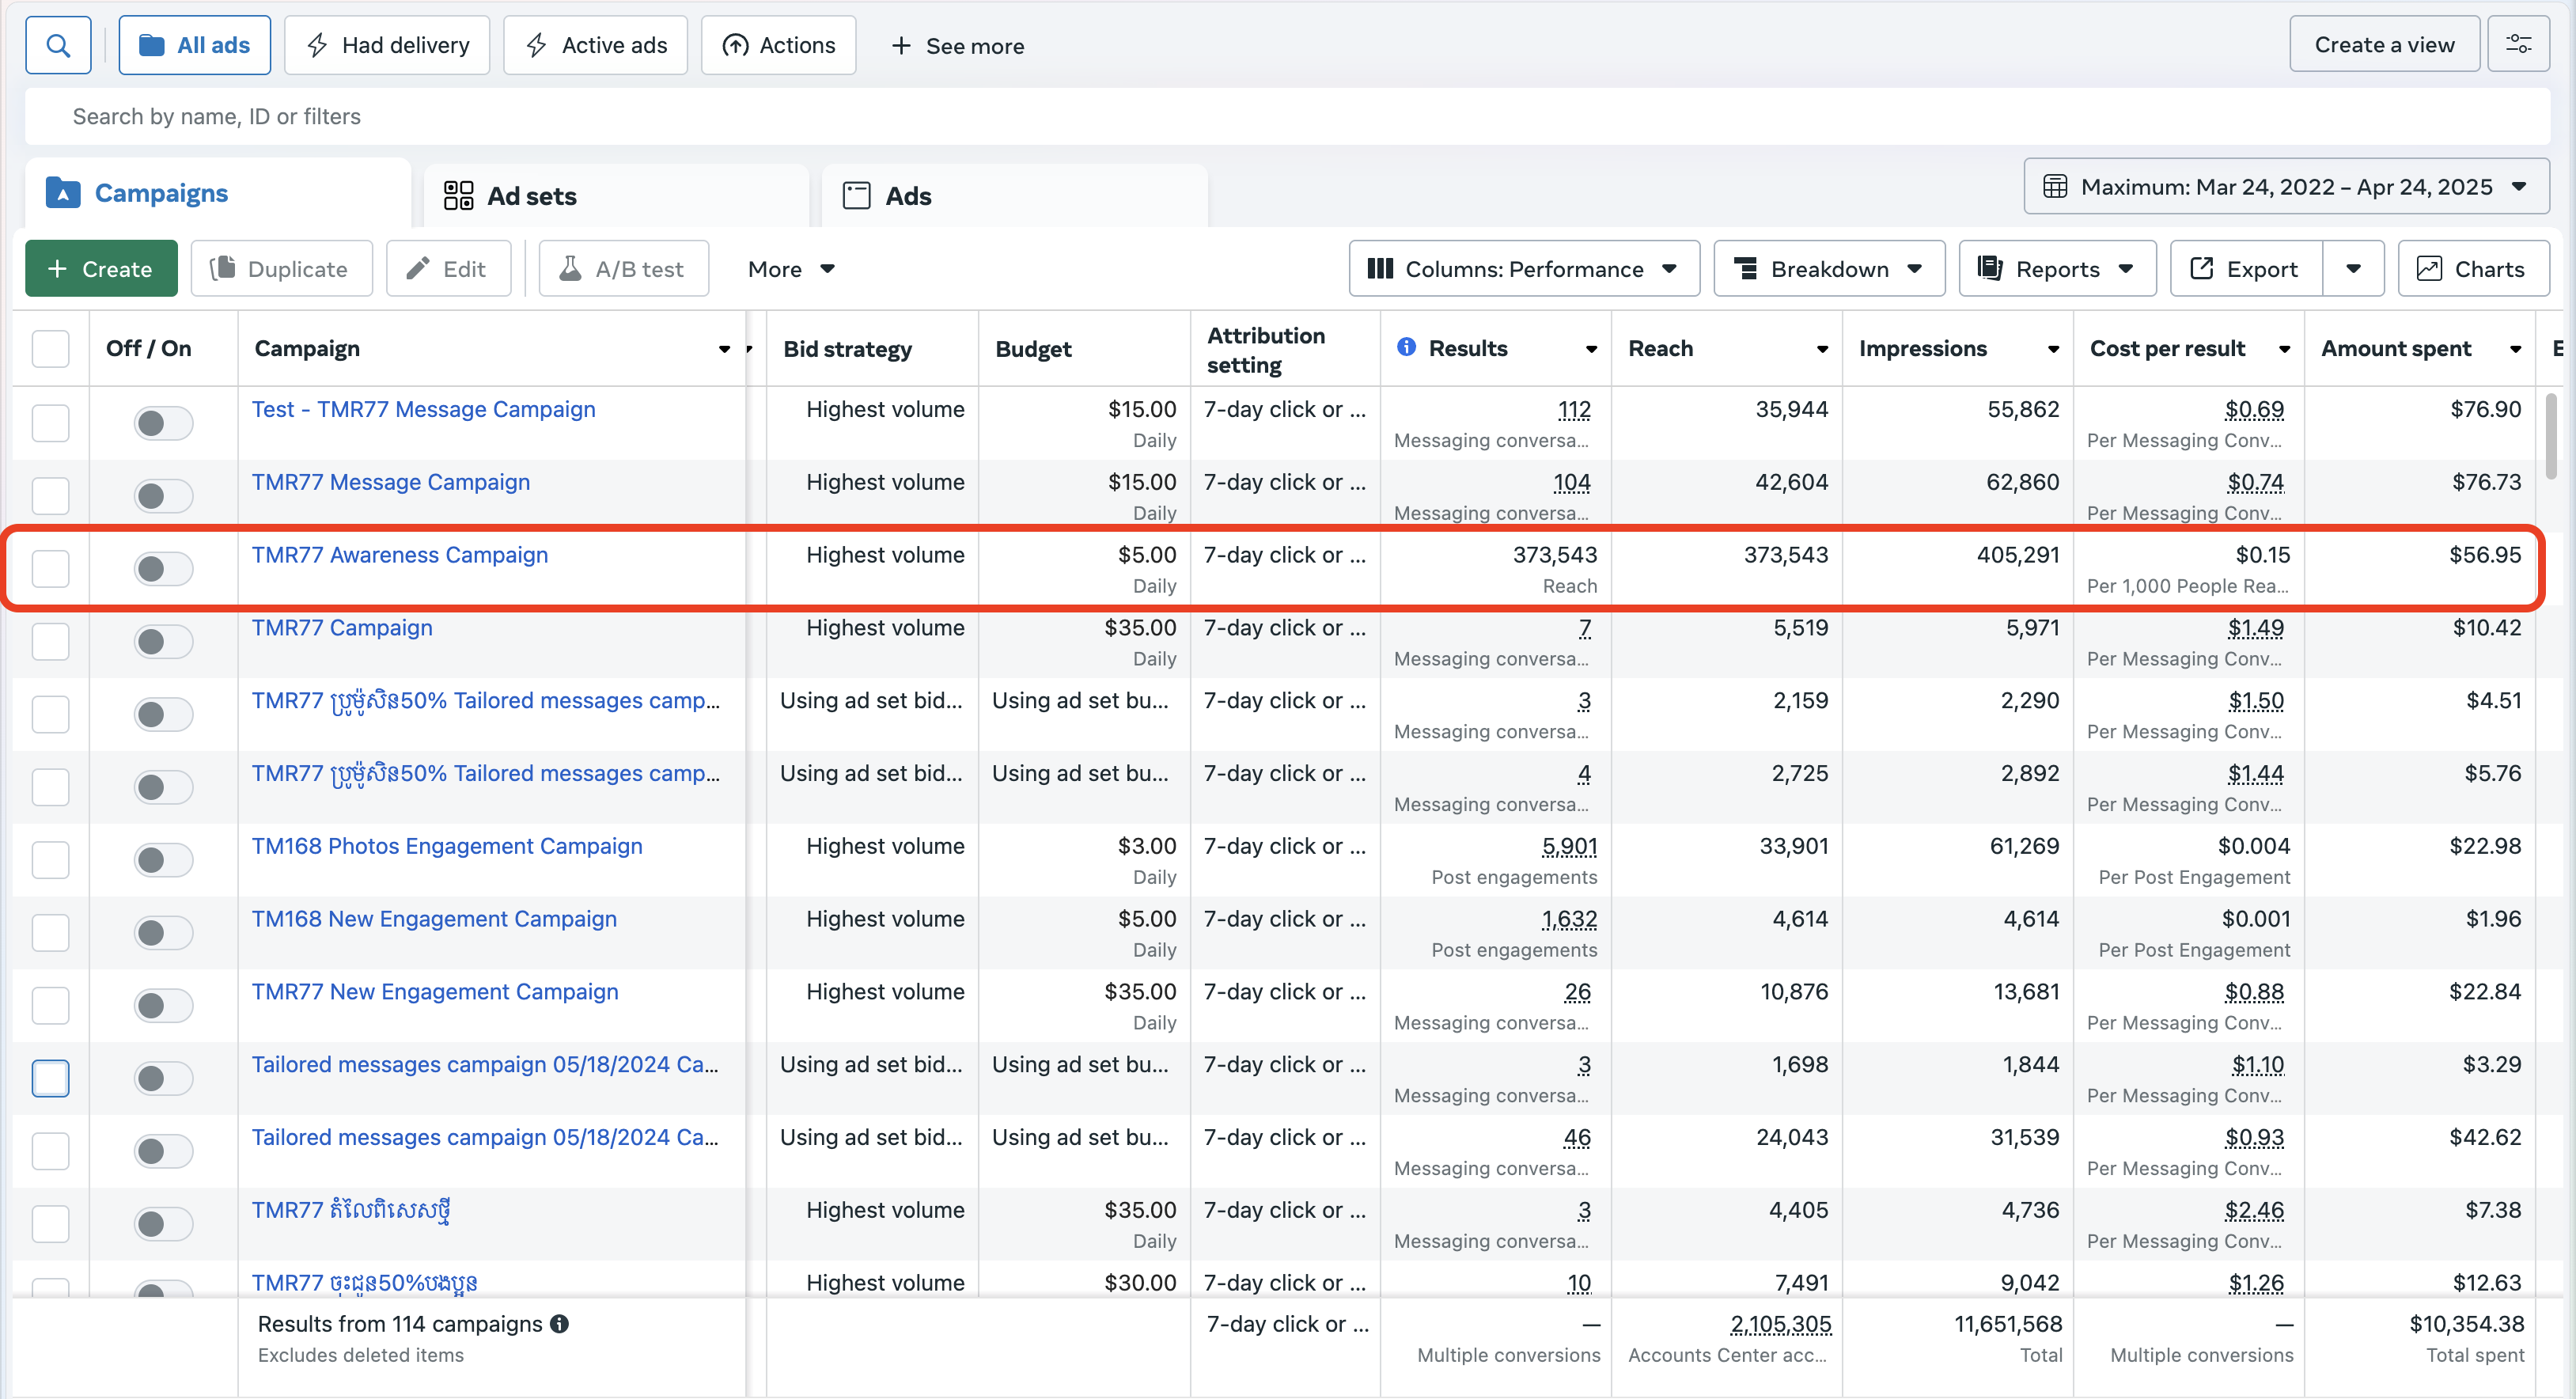 All ads Had delivery Active ads Actions + See more Create a view
Search by name, ID or filters
Campaigns Ad sets Ads Maximum: Mar 24, 2022 – Apr 24, 2025
+ Create Duplicate Edit A/B test More Columns: Performance Breakdown Reports Export Charts
Off / On Campaign Bid strategy Budget Attribution setting Results Reach Impressions Cost per result Amount spent
Test - TMR77 Message Campaign Highest volume $15.00 7-day click or ... 112 35,944 55,862 $0.69 $76.90
Daily Messaging conversa... Per Messaging Conv...
TMR77 Message Campaign Highest volume $15.00 7-day click or ... 104 42,604 62,860 $0.74 $76.73
Daily Messaging conversa... Per Messaging Conv...
TMR77 Awareness Campaign Highest volume $5.00 7-day click or ... 373,543 373,543 405,291 $0.15 $56.95
Daily Reach Per 1,000 People Rea...
TMR77 Campaign Highest volume $35.00 7-day click or ... 7 5,519 5,971 $1.49 $10.42
Daily Messaging conversa... Per Messaging Conv...
TMR77 ប្រូម៉ូសិន50% Tailored messages camp... Using ad set bid... Using ad set bu... 7-day click or ... 3 2,159 2,290 $1.50 $4.51
Messaging conversa... Per Messaging Conv...
TMR77 ប្រូម៉ូសិន50% Tailored messages camp... Using ad set bid... Using ad set bu... 7-day click or ... 4 2,725 2,892 $1.44 $5.76
Messaging conversa... Per Messaging Conv...
TM168 Photos Engagement Campaign Highest volume $3.00 7-day click or ... 5,901 33,901 61,269 $0.004 $22.98
Daily Post engagements Per Post Engagement
TM168 New Engagement Campaign Highest volume $5.00 7-day click or ... 1,632 4,614 4,614 $0.001 $1.96
Daily Post engagements Per Post Engagement
TMR77 New Engagement Campaign Highest volume $35.00 7-day click or ... 26 10,876 13,681 $0.88 $22.84
Daily Messaging conversa... Per Messaging Conv...
Tailored messages campaign 05/18/2024 Ca... Using ad set bid... Using ad set bu... 7-day click or ... 3 1,698 1,844 $1.10 $3.29
Messaging conversa... Per Messaging Conv...
Tailored messages campaign 05/18/2024 Ca... Using ad set bid... Using ad set bu... 7-day click or ... 46 24,043 31,539 $0.93 $42.62
Messaging conversa... Per Messaging Conv...
TMR77 តំលៃពិសេសថ្មី Highest volume $35.00 7-day click or ... 3 4,405 4,736 $2.46 $7.38
Daily Messaging conversa... Per Messaging Conv...
TMR77 ចុះជូន50%បងប្អូន Highest volume $30.00 7-day click or ... 10 7,491 9,042 $1.26 $12.63
Results from 114 campaigns 7-day click or ... — 2,105,305 11,651,568 — $10,354.38
Excludes deleted items Multiple conversions Accounts Center acc... Total Multiple conversions Total spent